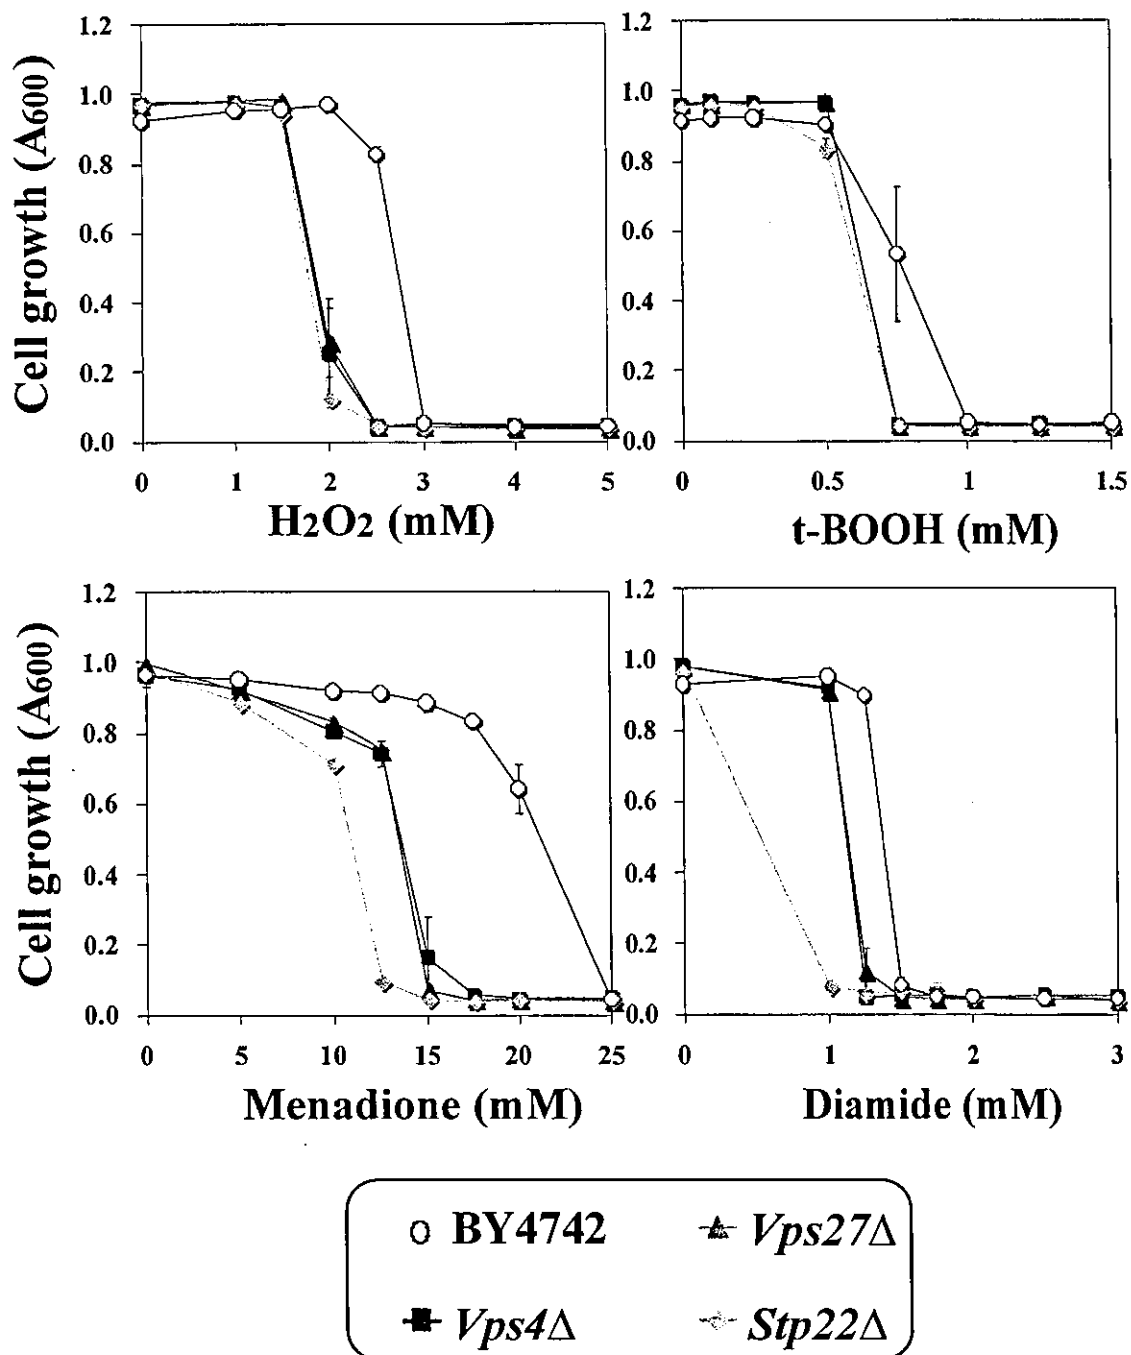 1.2
1.0
0.8
0.6
0.4
0.2
0.0
Cell growth (A600)
0 1 2 3 4 5
H2O2 (mM)
1.2
1.0
0.8
0.6
0.4
0.2
0.0
0 0.5 1 1.5
t-BOOH (mM)
1.2
1.0
0.8
0.6
0.4
0.2
0.0
Cell growth (A600)
0 5 10 15 20 25
Menadione (mM)
1.2
1.0
0.8
0.6
0.4
0.2
0.0
0 1 2 3
Diamide (mM)
BY4742 Vps27Δ
Vps4Δ Stp22Δ